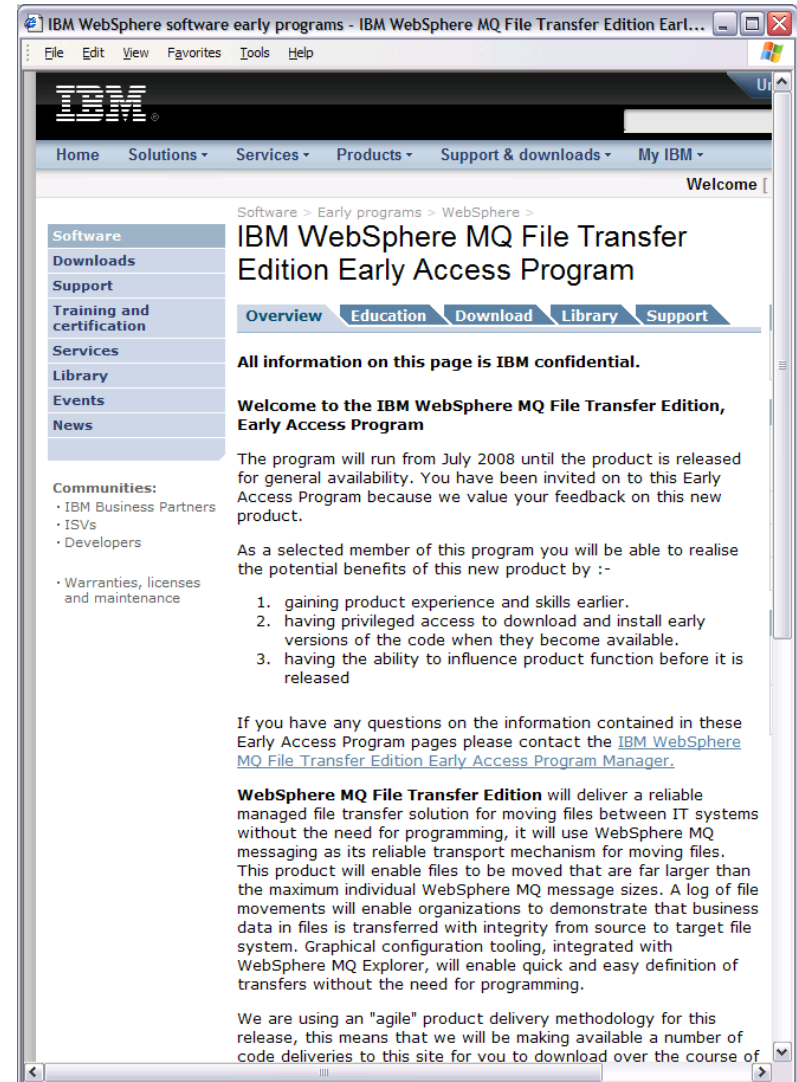 IBM WebSphere software early programs - IBM WebSphere MQ File Transfer Edition Earl...
File Edit View Favorites Tools Help
IBM®
Home Solutions Services Products Support & downloads My IBM
Welcome [
Software > Early programs > WebSphere >
IBM WebSphere MQ File Transfer
Edition Early Access Program
Software
Downloads
Support
Training and
certification
Services
Library
Events
News
Communities:
· IBM Business Partners
· ISVs
· Developers
· Warranties, licenses
and maintenance
Overview Education Download Library Support
All information on this page is IBM confidential.
Welcome to the IBM WebSphere MQ File Transfer Edition,
Early Access Program
The program will run from July 2008 until the product is released
for general availability. You have been invited on to this Early
Access Program because we value your feedback on this new
product.
As a selected member of this program you will be able to realise
the potential benefits of this new product by :-
1. gaining product experience and skills earlier.
2. having privileged access to download and install early
versions of the code when they become available.
3. having the ability to influence product function before it is
released
If you have any questions on the information contained in these
Early Access Program pages please contact the IBM WebSphere
MQ File Transfer Edition Early Access Program Manager.
WebSphere MQ File Transfer Edition will deliver a reliable
managed file transfer solution for moving files between IT systems
without the need for programming, it will use WebSphere MQ
messaging as its reliable transport mechanism for moving files.
This product will enable files to be moved that are far larger than
the maximum individual WebSphere MQ message sizes. A log of file
movements will enable organizations to demonstrate that business
data in files is transferred with integrity from source to target file
system. Graphical configuration tooling, integrated with
WebSphere MQ Explorer, will enable quick and easy definition of
transfers without the need for programming.
We are using an "agile" product delivery methodology for this
release, this means that we will be making available a number of
code deliveries to this site for you to download over the course of